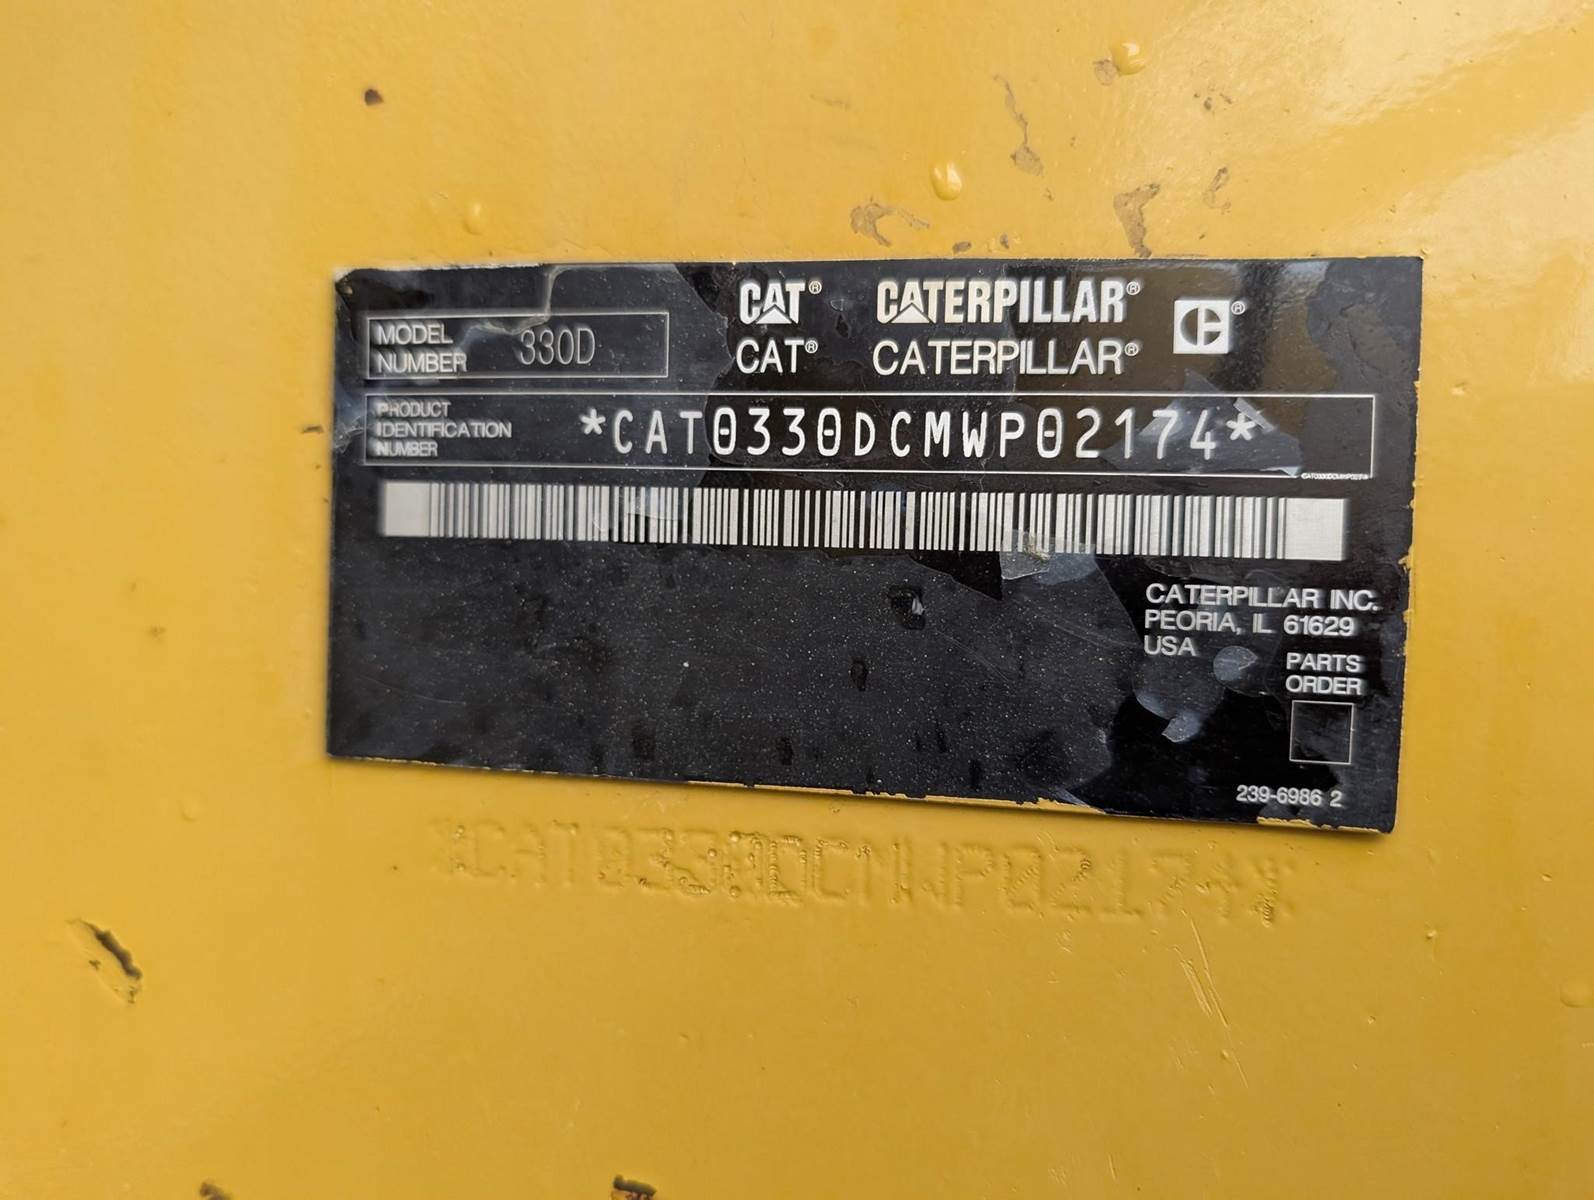 MODEL NUMBER 330D
CAT® CATERPILLAR® C®
CAT® CATERPILLAR®
PRODUCT IDENTIFICATION NUMBER
*CAT0330DCMWP02174*
CAT0330DCMWP02174
CATERPILLAR INC.
PEORIA, IL 61629
USA
PARTS
ORDER
239-6986 2
*CAT0330DCMWP02174*